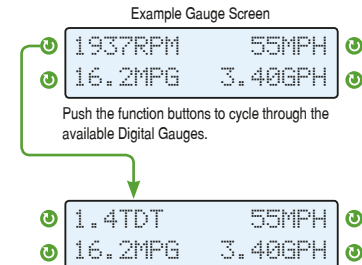 Example Gauge Screen
1937RPM 55MPH
16.2MPG 3.40GPH
Push the function buttons to cycle through the
available Digital Gauges.
1.4TDT 55MPH
16.2MPG 3.40GPH